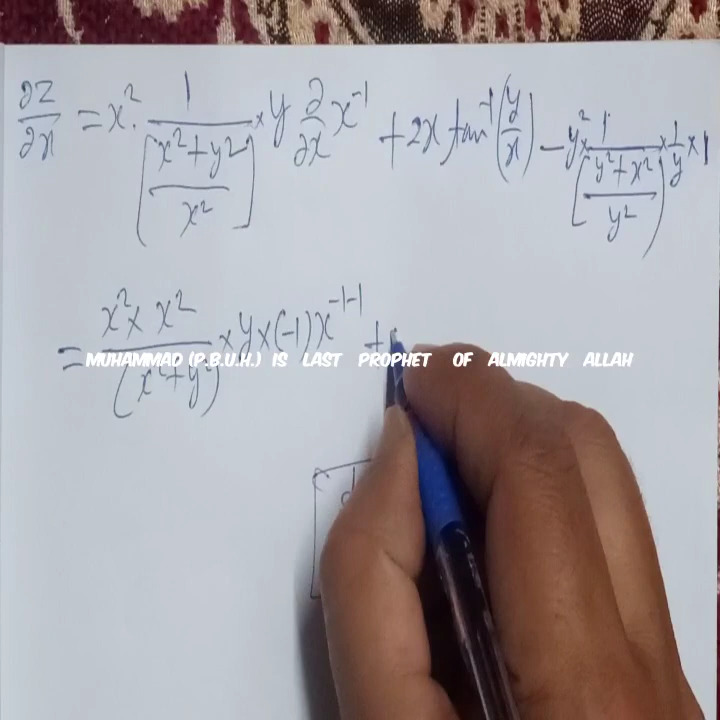 ∂z/∂x = x². 1/[(x²+y²)/x²] × y ∂/∂x x⁻¹ + 2x tan⁻¹(y/x) − y² × 1/[(y²+x²)/y²] × 1/y × 1
= x² × x²/(x²+y²) × y × (-1) x⁻¹⁻¹ +
MUHAMMAD (P.B.U.H.) IS LAST PROPHET OF ALMIGHTY ALLAH